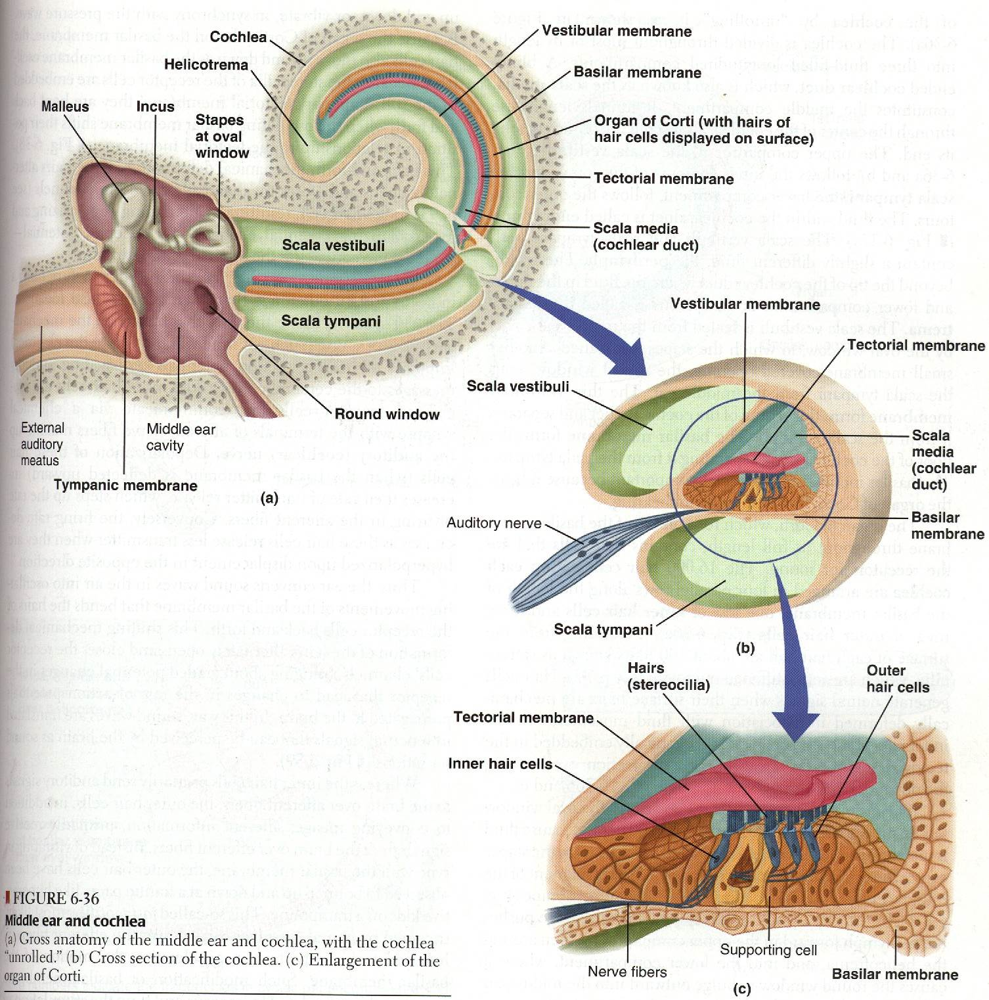 Cochlea
Helicotrema
Malleus
Incus
Stapes
at oval
window
Vestibular membrane
Basilar membrane
Organ of Corti (with hairs of
hair cells displayed on surface)
Tectorial membrane
Scala media
(cochlear duct)
Scala vestibuli
Scala tympani
Round window
External
auditory
meatus
Middle ear
cavity
Tympanic membrane
(a)
Vestibular membrane
Tectorial membrane
Scala vestibuli
Scala
media
(cochlear
duct)
Auditory nerve
Basilar
membrane
Scala tympani
(b)
Hairs
(stereocilia)
Outer
hair cells
Tectorial membrane
Inner hair cells
Supporting cell
Nerve fibers
Basilar membrane
(c)
FIGURE 6-36
Middle ear and cochlea
(a) Gross anatomy of the middle ear and cochlea, with the cochlea
"unrolled." (b) Cross section of the cochlea. (c) Enlargement of the
organ of Corti.